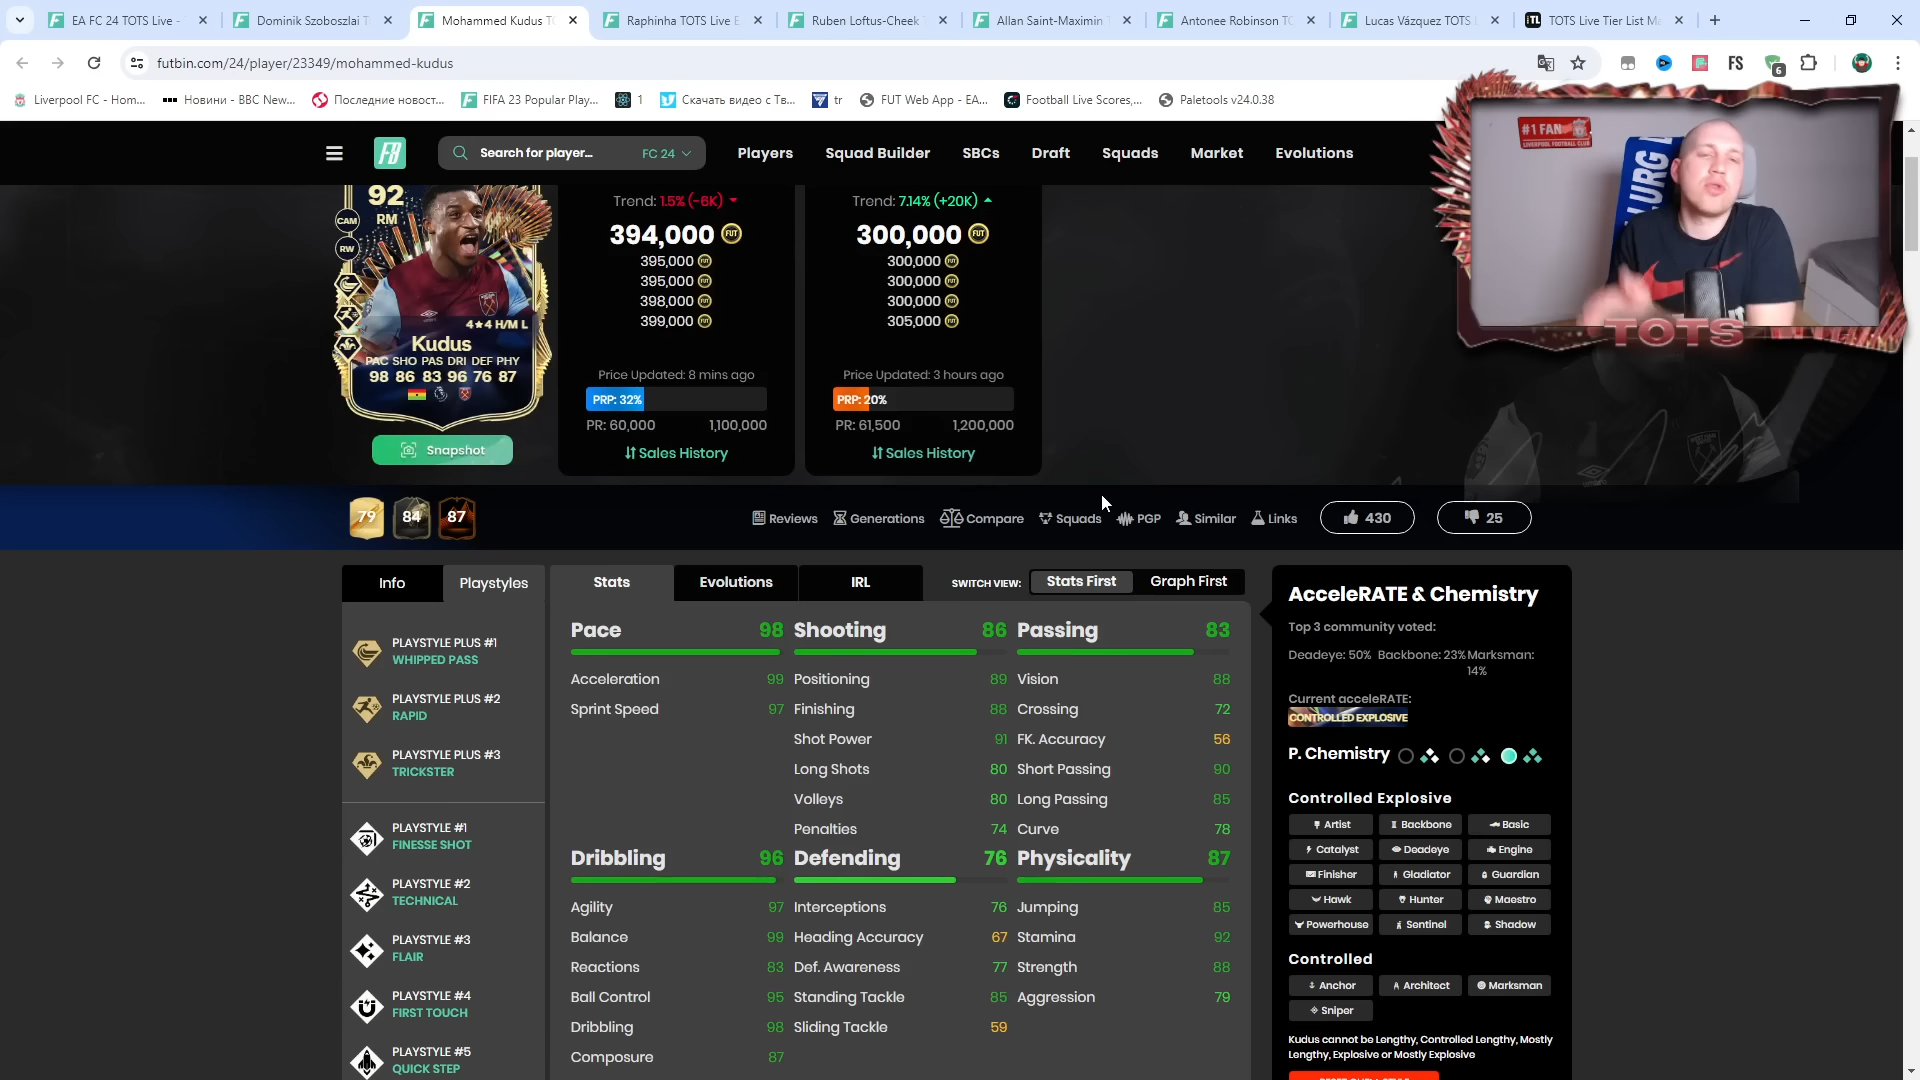 EA FC 24 TOTS Live -
Dominik Szoboszlai T
Mohammed Kudus TO
Raphinha TOTS Live E
Ruben Loftus-Cheek
Allan Saint-Maximin T
Antonee Robinson TO
Lucas Vázquez TOTS L
TOTS Live Tier List Ma
futbin.com/24/player/23349/mohammed-kudus
FS
6
Liverpool FC - Hom...
Новини - BBC New...
Последние новост...
FIFA 23 Popular Play...
1
Скачать видео с Тв...
tr
FUT Web App - EA...
Football Live Scores,...
Paletools v24.0.38
#1 FAN
LIVERPOOL FOOTBALL CLUB
LURG
TOTS
Search for player...
FC 24
Players
Squad Builder
SBCs
Draft
Squads
Market
Evolutions
92
RM
CAM
RW
4★4 H/M L
Kudus
PAC SHO PAS DRI DEF PHY
98 86 83 96 76 87
Snapshot
Trend: 1.5% (-6K)
394,000
395,000
395,000
398,000
399,000
Price Updated: 8 mins ago
PRP: 32%
PR: 60,000
1,100,000
Sales History
Trend: 7.14% (+20K)
300,000
300,000
300,000
300,000
305,000
Price Updated: 3 hours ago
PRP: 20%
PR: 61,500
1,200,000
Sales History
79
84
87
Reviews
Generations
Compare
Squads
PGP
Similar
Links
430
25
Info
Playstyles
PLAYSTYLE PLUS #1
WHIPPED PASS
PLAYSTYLE PLUS #2
RAPID
PLAYSTYLE PLUS #3
TRICKSTER
PLAYSTYLE #1
FINESSE SHOT
PLAYSTYLE #2
TECHNICAL
PLAYSTYLE #3
FLAIR
PLAYSTYLE #4
FIRST TOUCH
PLAYSTYLE #5
QUICK STEP
Stats
Evolutions
IRL
SWITCH VIEW:
Stats First
Graph First
Pace 98
Acceleration 99
Sprint Speed 97
Shooting 86
Positioning 89
Finishing 88
Shot Power 91
Long Shots 80
Volleys 80
Penalties 74
Passing 83
Vision 88
Crossing 72
FK. Accuracy 56
Short Passing 90
Long Passing 85
Curve 78
Dribbling 96
Agility 97
Balance 99
Reactions 83
Ball Control 95
Dribbling 98
Composure 87
Defending 76
Interceptions 76
Heading Accuracy 67
Def. Awareness 77
Standing Tackle 85
Sliding Tackle 59
Physicality 87
Jumping 85
Stamina 92
Strength 88
Aggression 79
AcceleRATE & Chemistry
Top 3 community voted:
Deadeye: 50% Backbone: 23% Marksman:
14%
Current acceleRATE:
CONTROLLED EXPLOSIVE
P. Chemistry
Controlled Explosive
Artist Backbone Basic
Catalyst Deadeye Engine
Finisher Gladiator Guardian
Hawk Hunter Maestro
Powerhouse Sentinel Shadow
Controlled
Anchor Architect Marksman
Sniper
Kudus cannot be Lengthy, Controlled Lengthy, Mostly
Lengthy, Explosive or Mostly Explosive